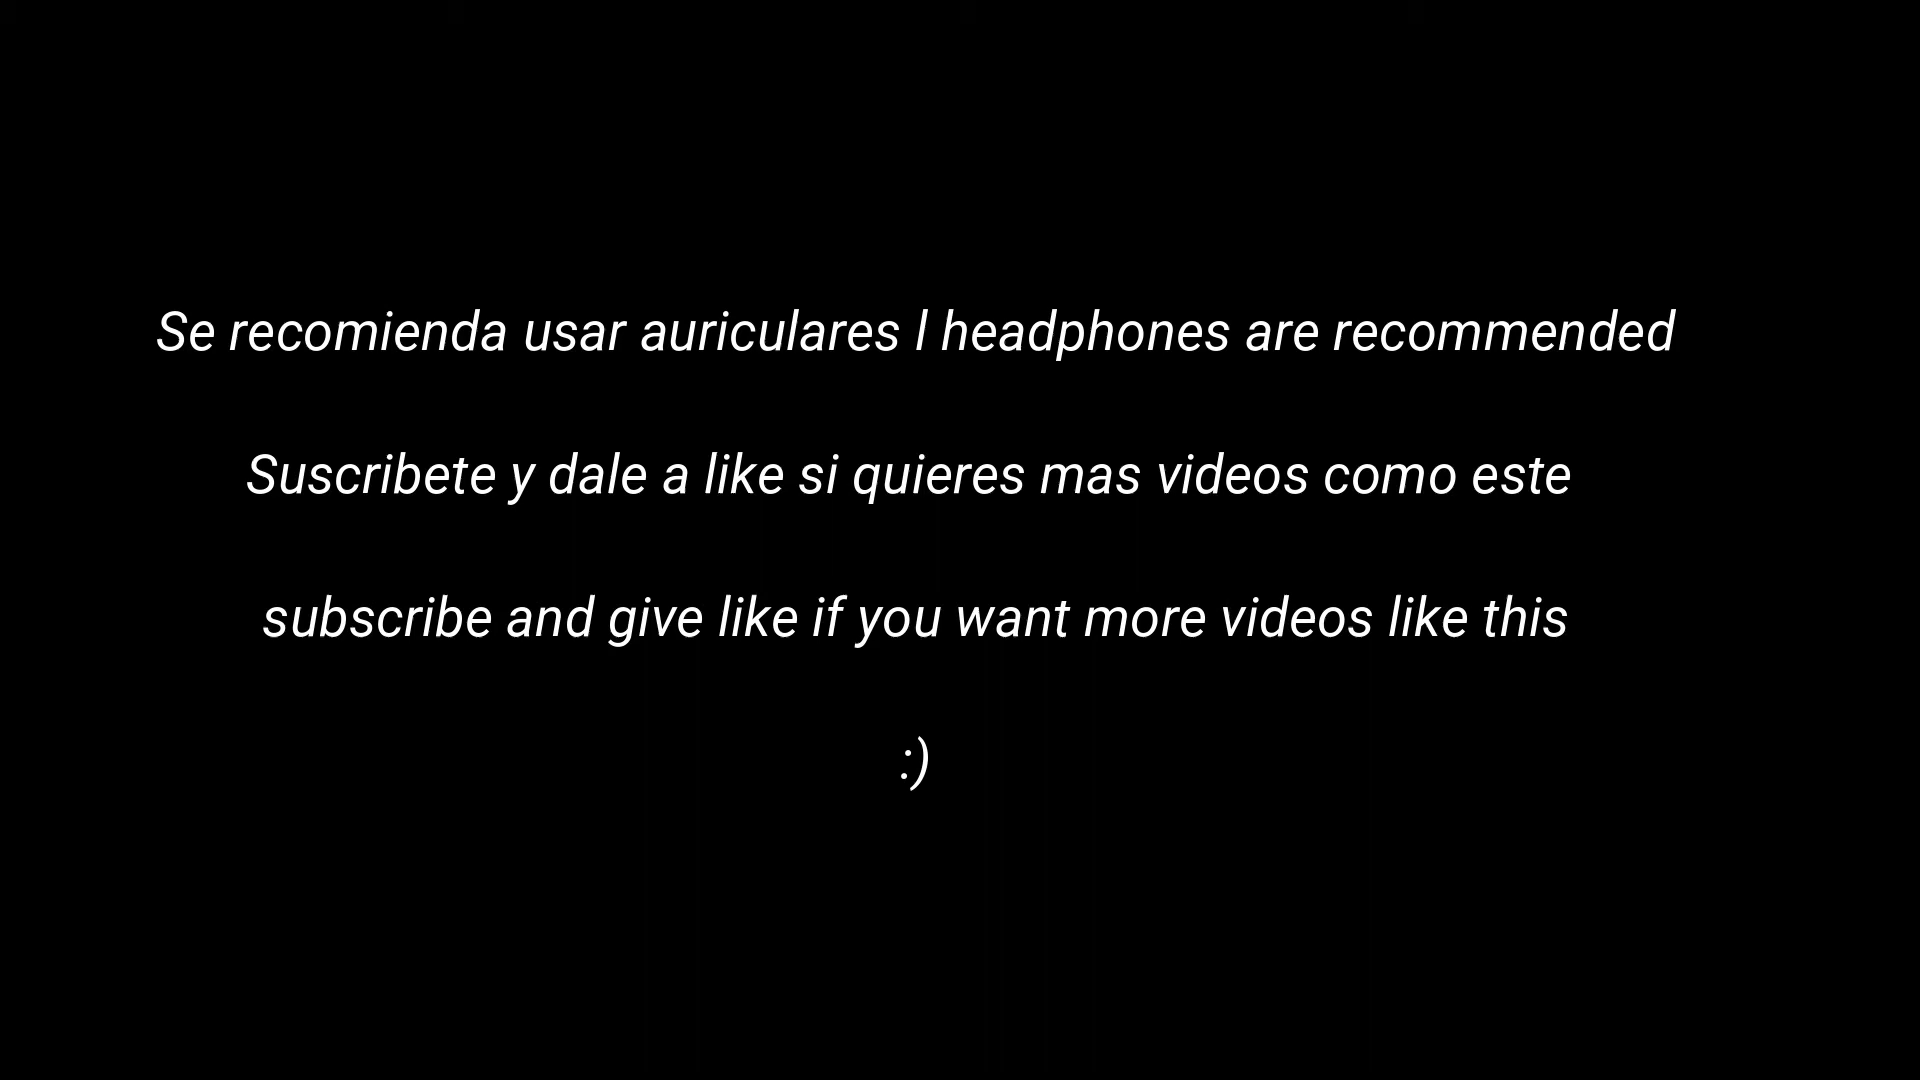 Se recomienda usar auriculares l headphones are recommended
Suscribete y dale a like si quieres mas videos como este
subscribe and give like if you want more videos like this
:)